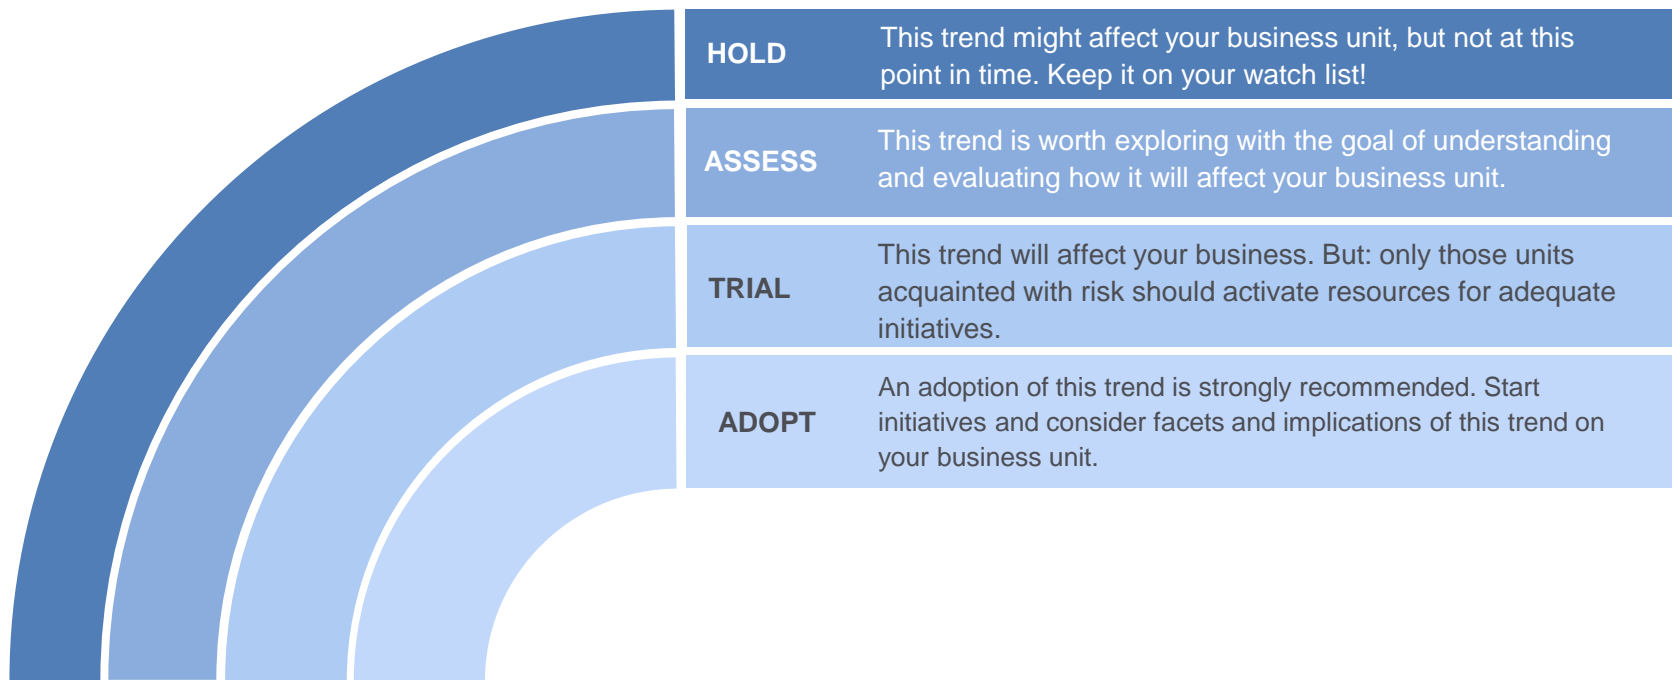 HOLD
This trend might affect your business unit, but not at this
point in time. Keep it on your watch list!
ASSESS
This trend is worth exploring with the goal of understanding
and evaluating how it will affect your business unit.
TRIAL
This trend will affect your business. But: only those units
acquainted with risk should activate resources for adequate
initiatives.
ADOPT
An adoption of this trend is strongly recommended. Start
initiatives and consider facets and implications of this trend on
your business unit.